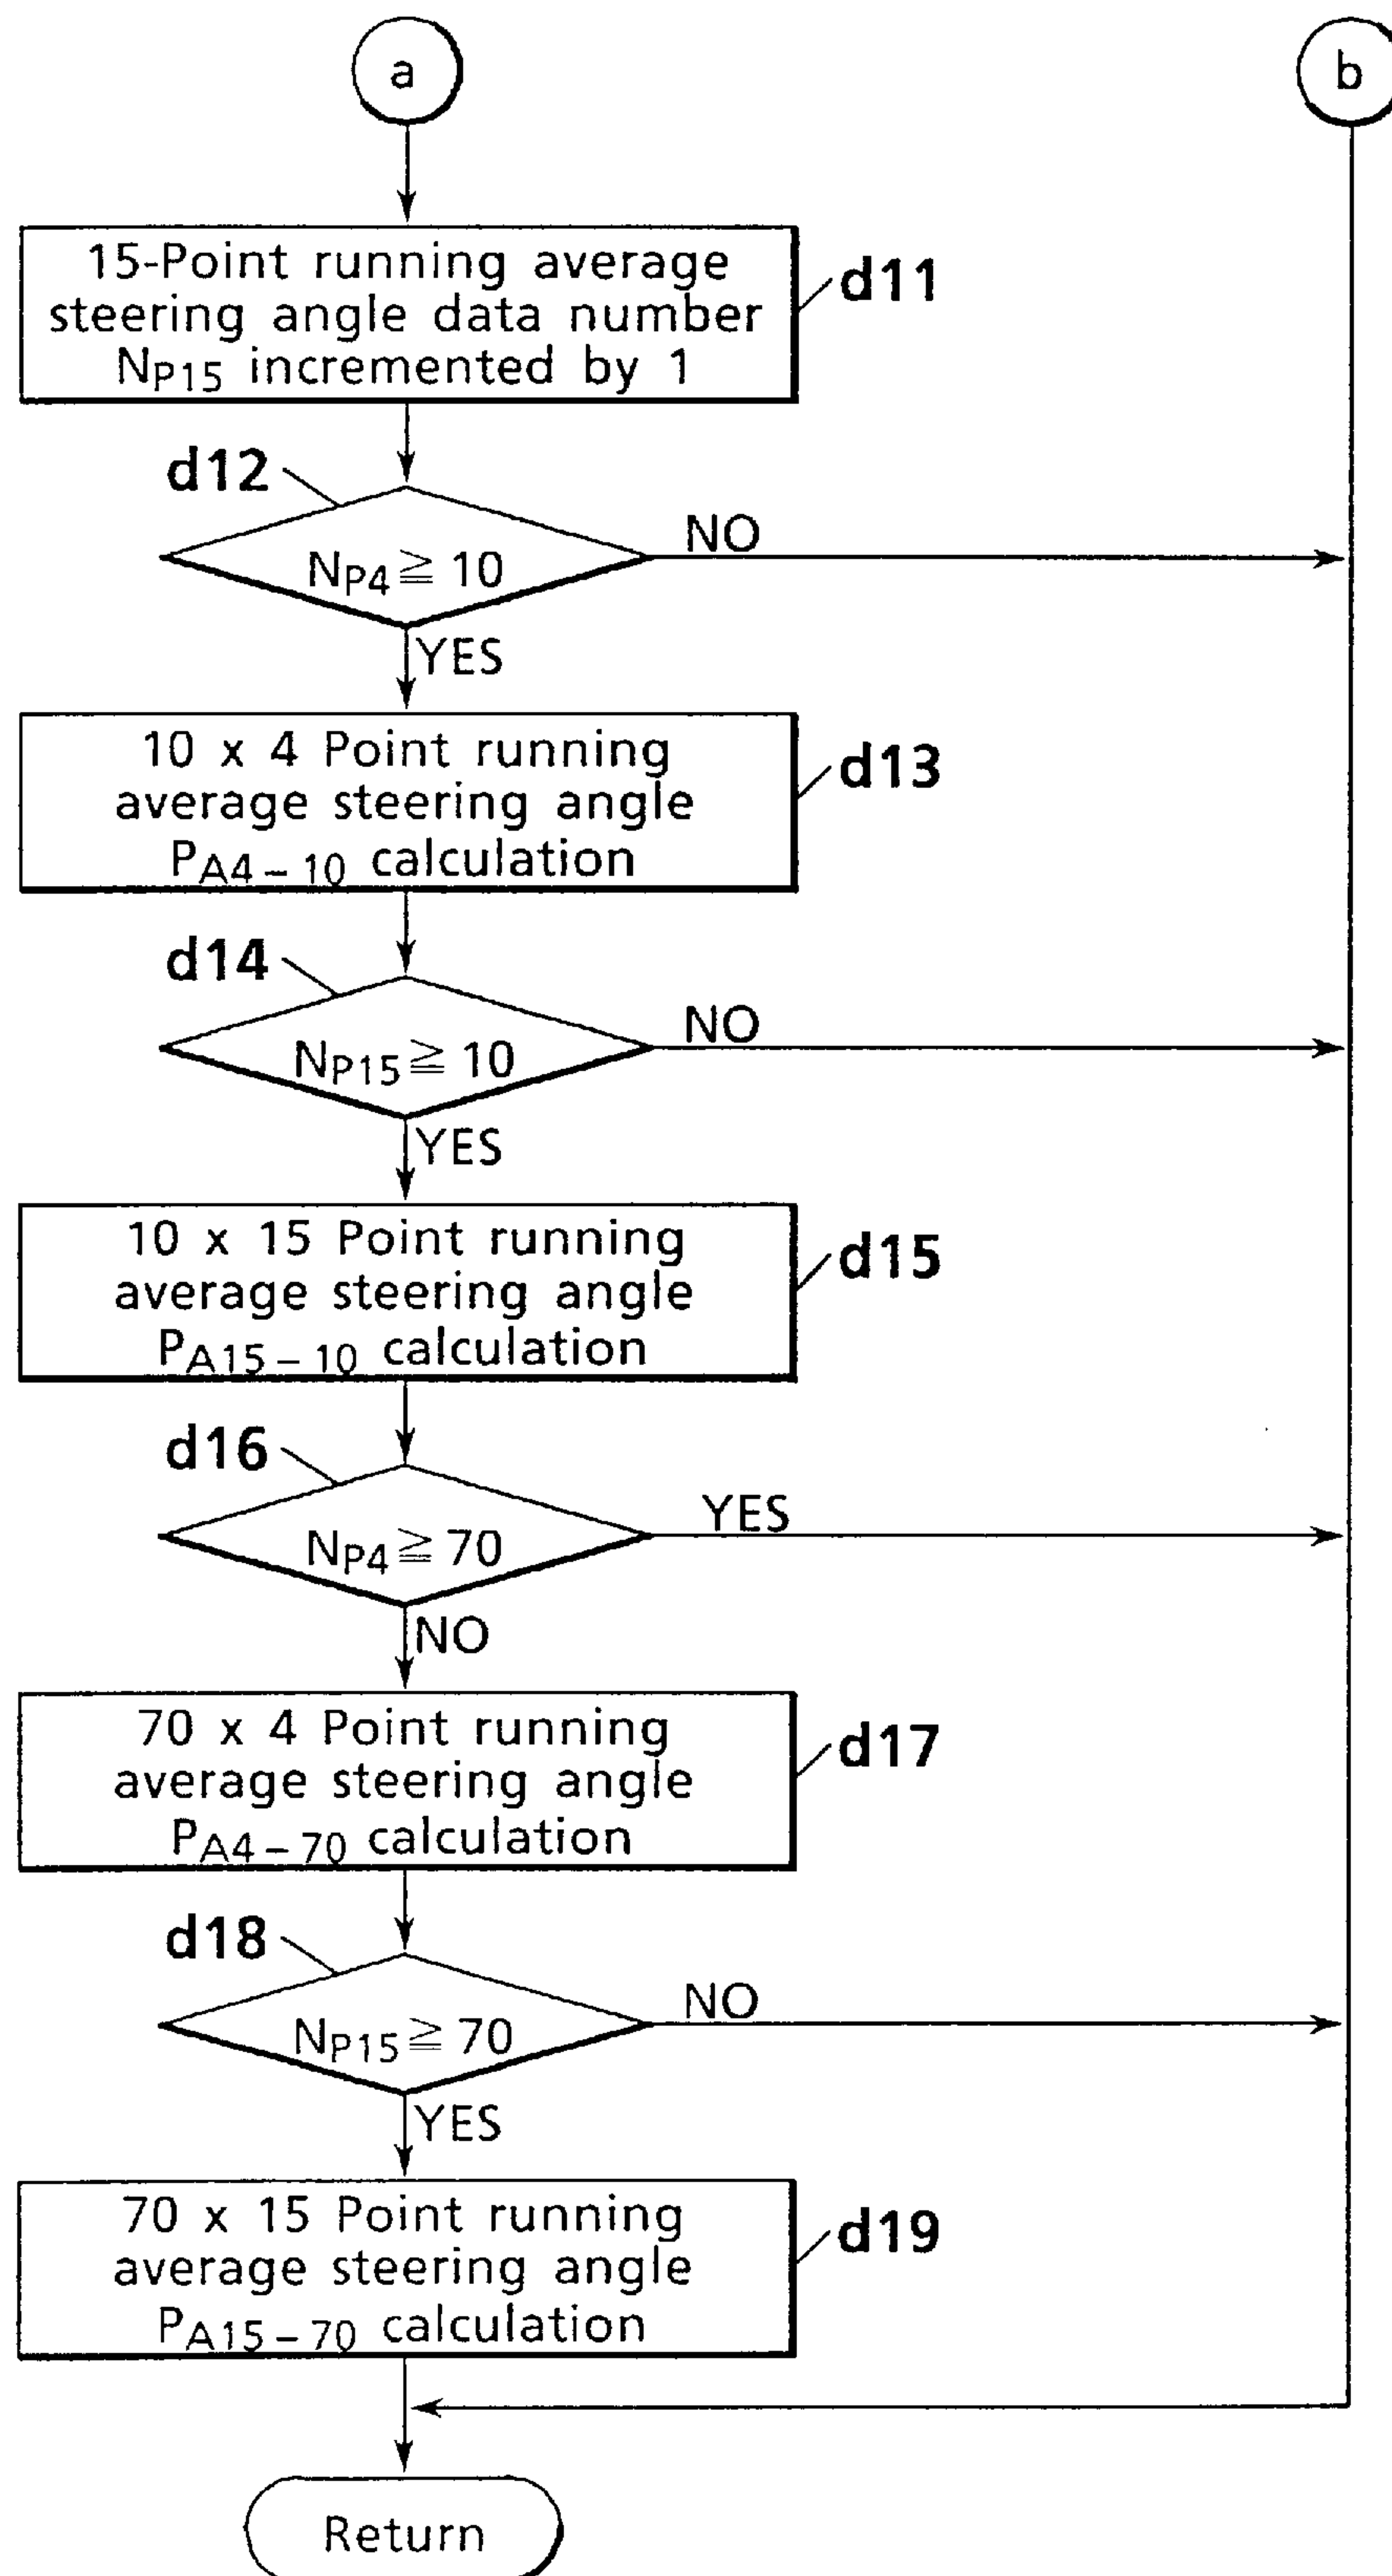 a
b
15-Point running average
steering angle data number
NP15 incremented by 1
d11
d12
NP4 ≧ 10
NO
YES
10 x 4 Point running
average steering angle
PA4 – 10 calculation
d13
d14
NP15 ≧ 10
NO
YES
10 x 15 Point running
average steering angle
PA15 – 10 calculation
d15
d16
NP4 ≧ 70
YES
NO
70 x 4 Point running
average steering angle
PA4 – 70 calculation
d17
d18
NP15 ≧ 70
NO
YES
70 x 15 Point running
average steering angle
PA15 – 70 calculation
d19
Return